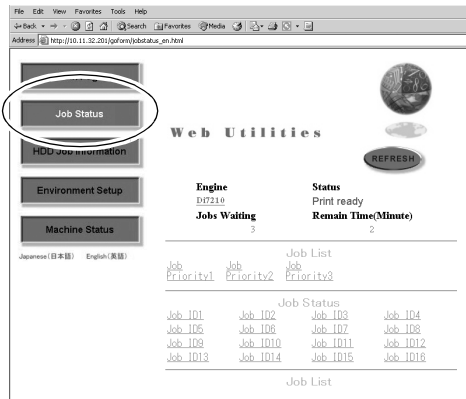 File Edit View Favorites Tools Help
Back Search Favorites Media
Address http://10.11.32.201/goform/jobstatus_en.html
Job Status
HDD Job Information
Environment Setup
Machine Status
Japanese(日本語) English(英語)
Web Utilities
REFRESH
Engine Status
Di7210 Print ready
Jobs Waiting Remain Time(Minute)
3 2
Job List
Job Priority1 Job Priority2 Job Priority3
Job Status
Job ID1 Job ID2 Job ID3 Job ID4
Job ID5 Job ID6 Job ID7 Job ID8
Job ID9 Job ID10 Job ID11 Job ID12
Job ID13 Job ID14 Job ID15 Job ID16
Job List